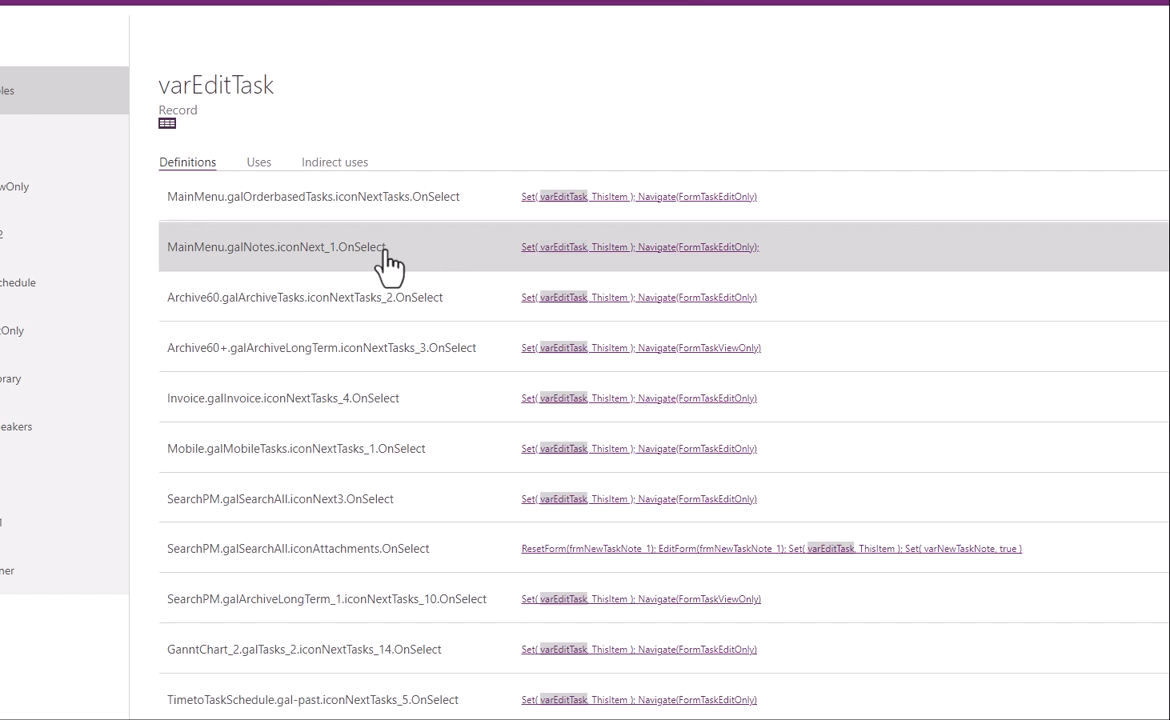 les
wOnly
2
chedule
tOnly
orary
eakers
ner
varEditTask
Record
Definitions Uses Indirect uses
MainMenu.galOrderbasedTasks.iconNextTasks.OnSelect Set( varEditTask, ThisItem ); Navigate(FormTaskEditOnly)
MainMenu.galNotes.iconNext_1.OnSelect Set( varEditTask, ThisItem ); Navigate(FormTaskEditOnly);
Archive60.galArchiveTasks.iconNextTasks_2.OnSelect Set( varEditTask, ThisItem ); Navigate(FormTaskEditOnly)
Archive60+.galArchiveLongTerm.iconNextTasks_3.OnSelect Set( varEditTask, ThisItem ); Navigate(FormTaskViewOnly)
Invoice.galInvoice.iconNextTasks_4.OnSelect Set( varEditTask, ThisItem ); Navigate(FormTaskEditOnly)
Mobile.galMobileTasks.iconNextTasks_1.OnSelect Set( varEditTask, ThisItem ); Navigate(FormTaskEditOnly)
SearchPM.galSearchAll.iconNext3.OnSelect Set( varEditTask, ThisItem ); Navigate(FormTaskEditOnly)
SearchPM.galSearchAll.iconAttachments.OnSelect ResetForm(frmNewTaskNote_1); EditForm(frmNewTaskNote_1); Set( varEditTask, ThisItem ); Set( varNewTaskNote, true )
SearchPM.galArchiveLongTerm_1.iconNextTasks_10.OnSelect Set( varEditTask, ThisItem ); Navigate(FormTaskViewOnly)
GanntChart_2.galTasks_2.iconNextTasks_14.OnSelect Set( varEditTask, ThisItem ); Navigate(FormTaskEditOnly)
TimetoTaskSchedule.gal-past.iconNextTasks_5.OnSelect Set( varEditTask, ThisItem ); Navigate(FormTaskEditOnly)